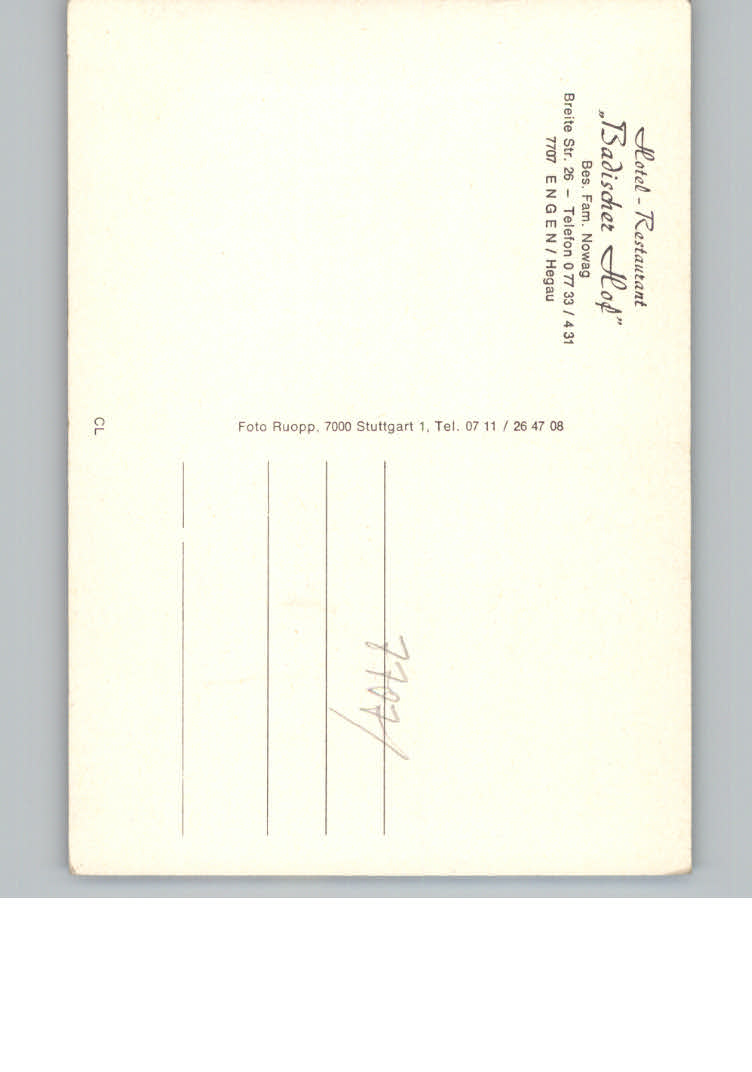 Hotel - Restaurant
„Badischer Hof”
Bes. Fam. Nowag
Breite Str. 26 – Telefon 0 77 33 / 4 31
7707 ENGEN / Hegau
Foto Ruopp, 7000 Stuttgart 1, Tel. 07 11 / 26 47 08
CL
7707/